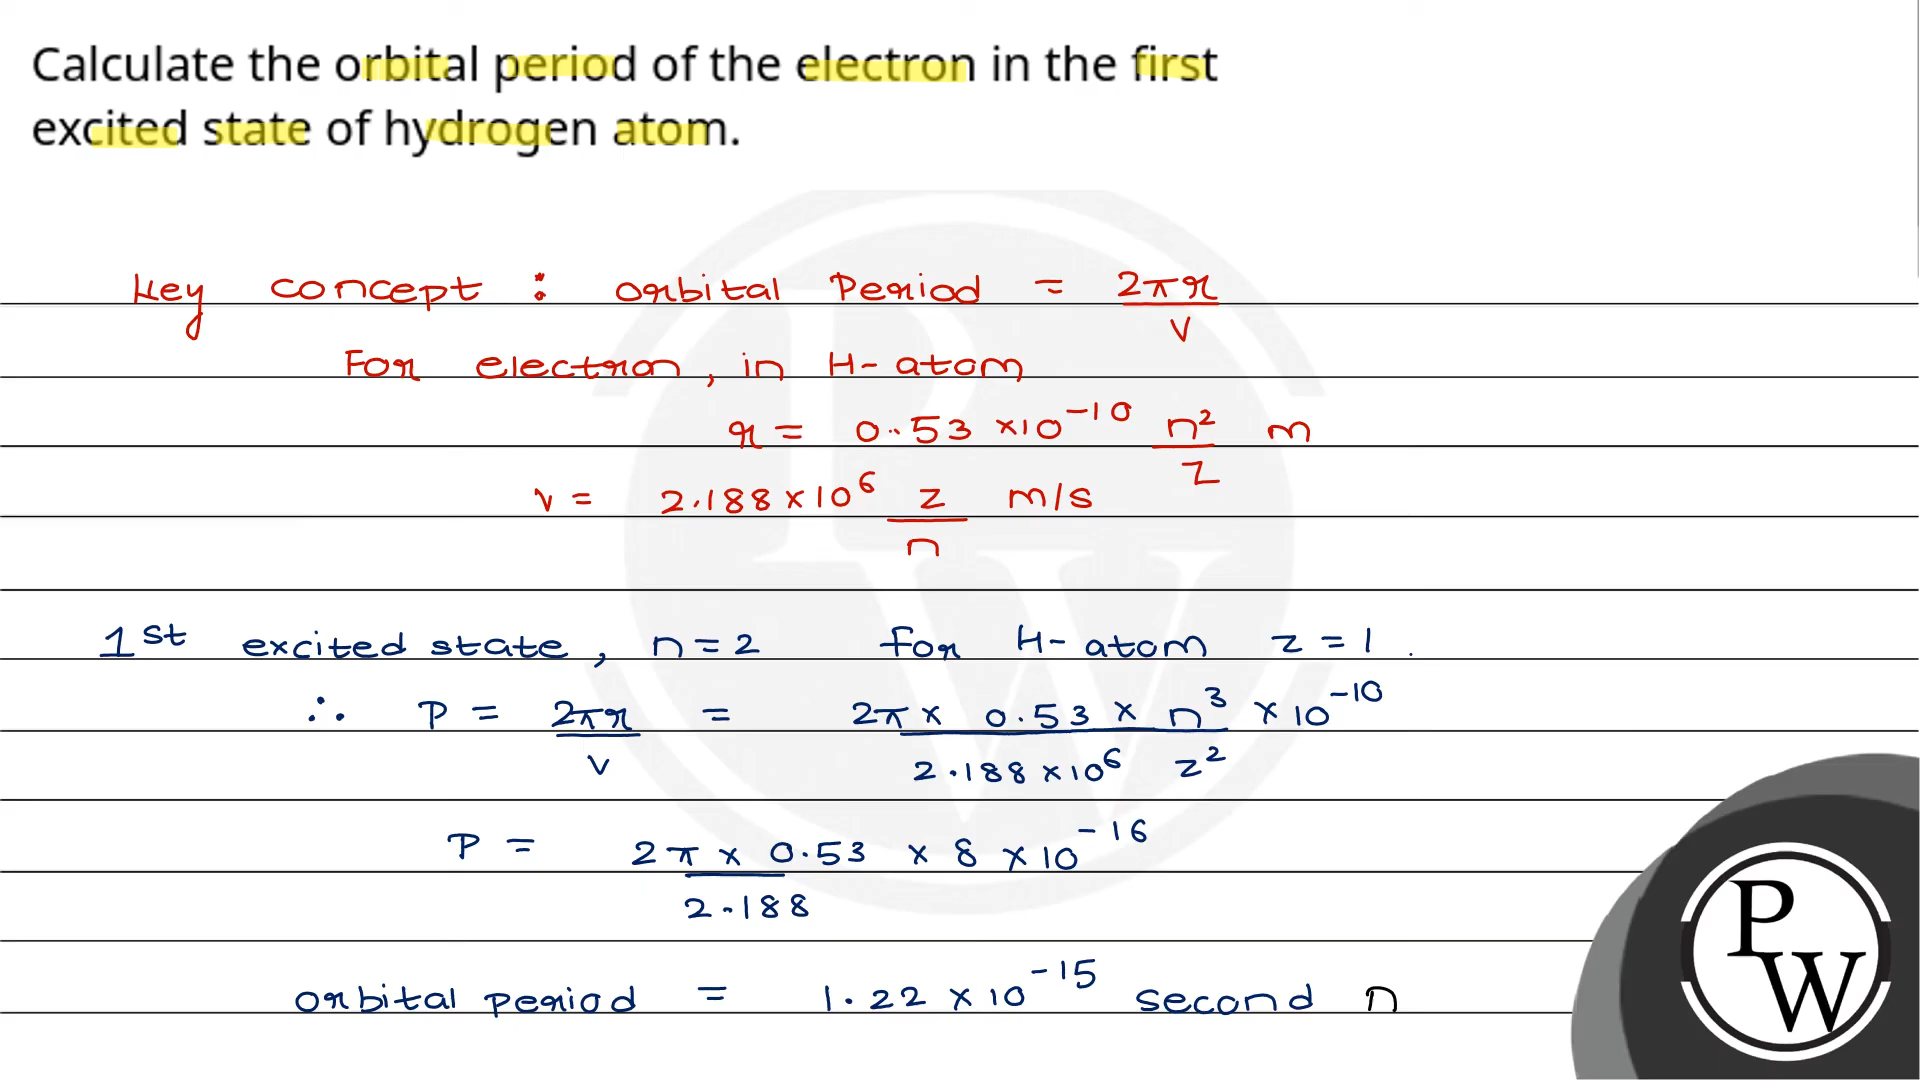 Calculate the orbital period of the electron in the first
excited state of hydrogen atom.
Key concept : orbital Period = 2πr/v
For electron, in H-atom
r = 0.53 ×10⁻¹⁰ n²/Z m
v = 2.188×10⁶ z/n m/s
1st excited state, n=2 for H-atom z=1.
∴ P = 2πr/v = 2π× 0.53 × n³ ×10⁻¹⁰ / 2.188×10⁶ z²
P = 2π × 0.53 / 2.188 × 8 ×10⁻¹⁶
orbital period = 1.22 ×10⁻¹⁵ second n
PW
PW